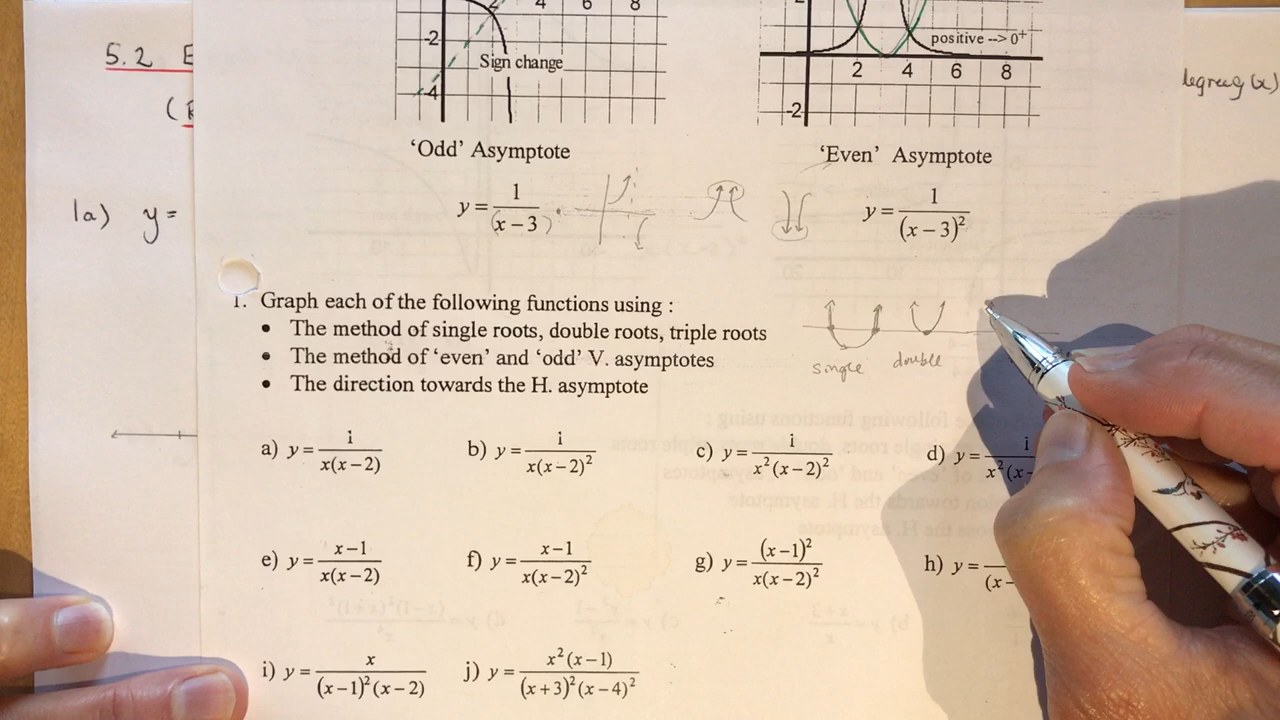 2 4 6 8
-2
Sign change
-4
'Odd' Asymptote
y = 1/(x − 3)
positive --> 0⁺
2 4 6 8
-2
'Even' Asymptote
y = 1/(x − 3)²
5.2 E
1a) y =
1. Graph each of the following functions using :
• The method of single roots, double roots, triple roots
• The method of 'even' and 'odd' V. asymptotes
• The direction towards the H. asymptote
single double
a) y = 1/x(x−2) b) y = 1/x(x−2)² c) y = 1/x²(x−2)² d) y = 1/x²(x−
e) y = x−1/x(x−2) f) y = x−1/x(x−2)² g) y = (x−1)²/x(x−2)² h) y = /(x−
i) y = x/(x−1)²(x−2) j) y = x²(x−1)/(x+3)²(x−4)²